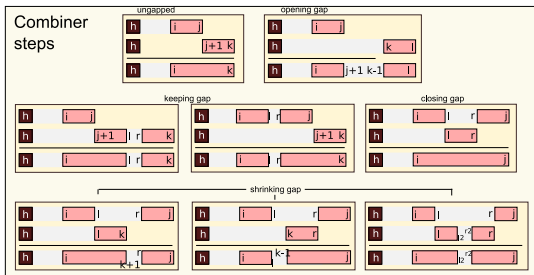 Combiner
steps
ungapped
h i j
h j+1 k
h i k
opening gap
h i j
h k l
h i j+1 k-1 l
keeping gap
h i j
h j+1 l r k
h i l r k
h i l r j
h j+1 k
h i l r k
closing gap
h i l r j
h l r
h i j
shrinking gap
h i l r j
h l k
h i k+1 r j
h i l r j
h k r
h i l k-1 j
h i l r j
h l l2 r2 r
h i l2 r2 j